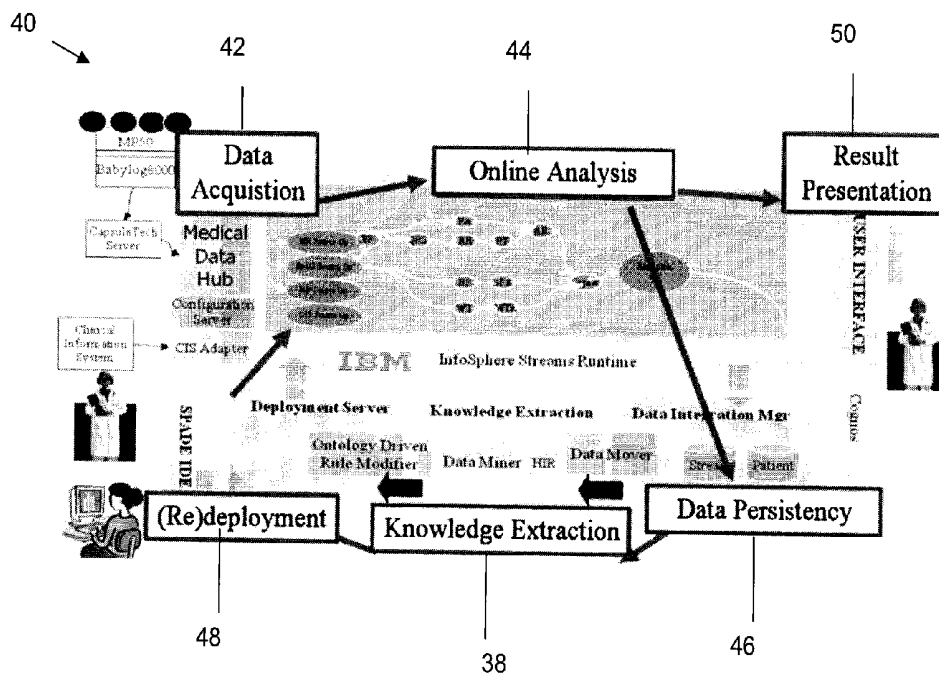 40
42
44
50
MP50
Babylog8000
Data
Acquistion
Online Analysis
Result
Presentation
CapsuleTech
Server
Medical
Data
Hub
Configuration
Server
Clinical
Information
System
CIS Adapter
IBM
InfoSphere Streams Runtime
USER INTERFACE
Cognos
SPADE IDE
Deployment Server
Knowledge Extraction
Data Integration Mgr
Ontology Driven
Rule Modifier
Data Miner
HIR
Data Mover
Patient
(Re)deployment
Knowledge Extraction
Data Persistency
48
38
46